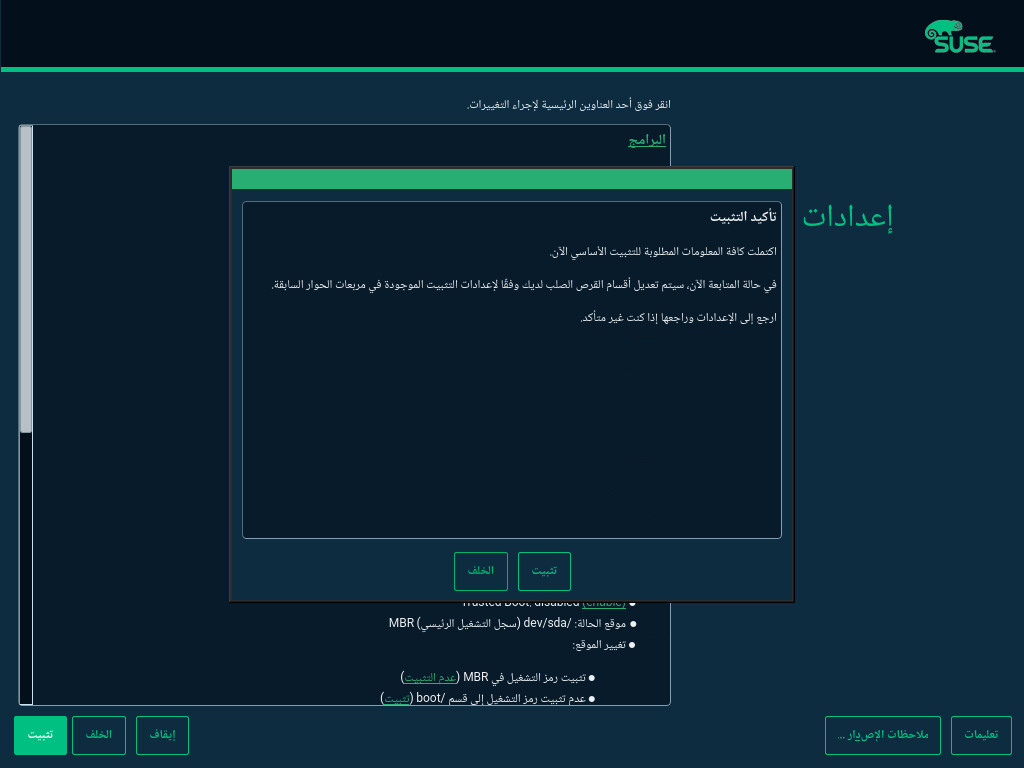 SUSE
انقر فوق أحد العناوين الرئيسية لإجراء التغييرات.
البرامج
إعدادات
تأكيد التثبيت
اكتملت كافة المعلومات المطلوبة للتثبيت الأساسي الآن.
في حالة المتابعة الآن، سيتم تعديل أقسام القرص الصلب لديك وفقًا لإعدادات التثبيت الموجودة في مربعات الحوار السابقة.
ارجع إلى الإعدادات وراجعها إذا كنت غير متأكد.
تثبيت
الخلف
Trusted Boot: disabled (enable)
موقع الحالة: /dev/sda (سجل التشغيل الرئيسي) MBR
تغيير الموقع:
تثبيت رمز التشغيل في MBR (عدم التثبيت)
عدم تثبيت رمز التشغيل إلى قسم /boot (تثبيت)
تعليمات
ملاحظات الإصدار ...
إيقاف
الخلف
تثبيت